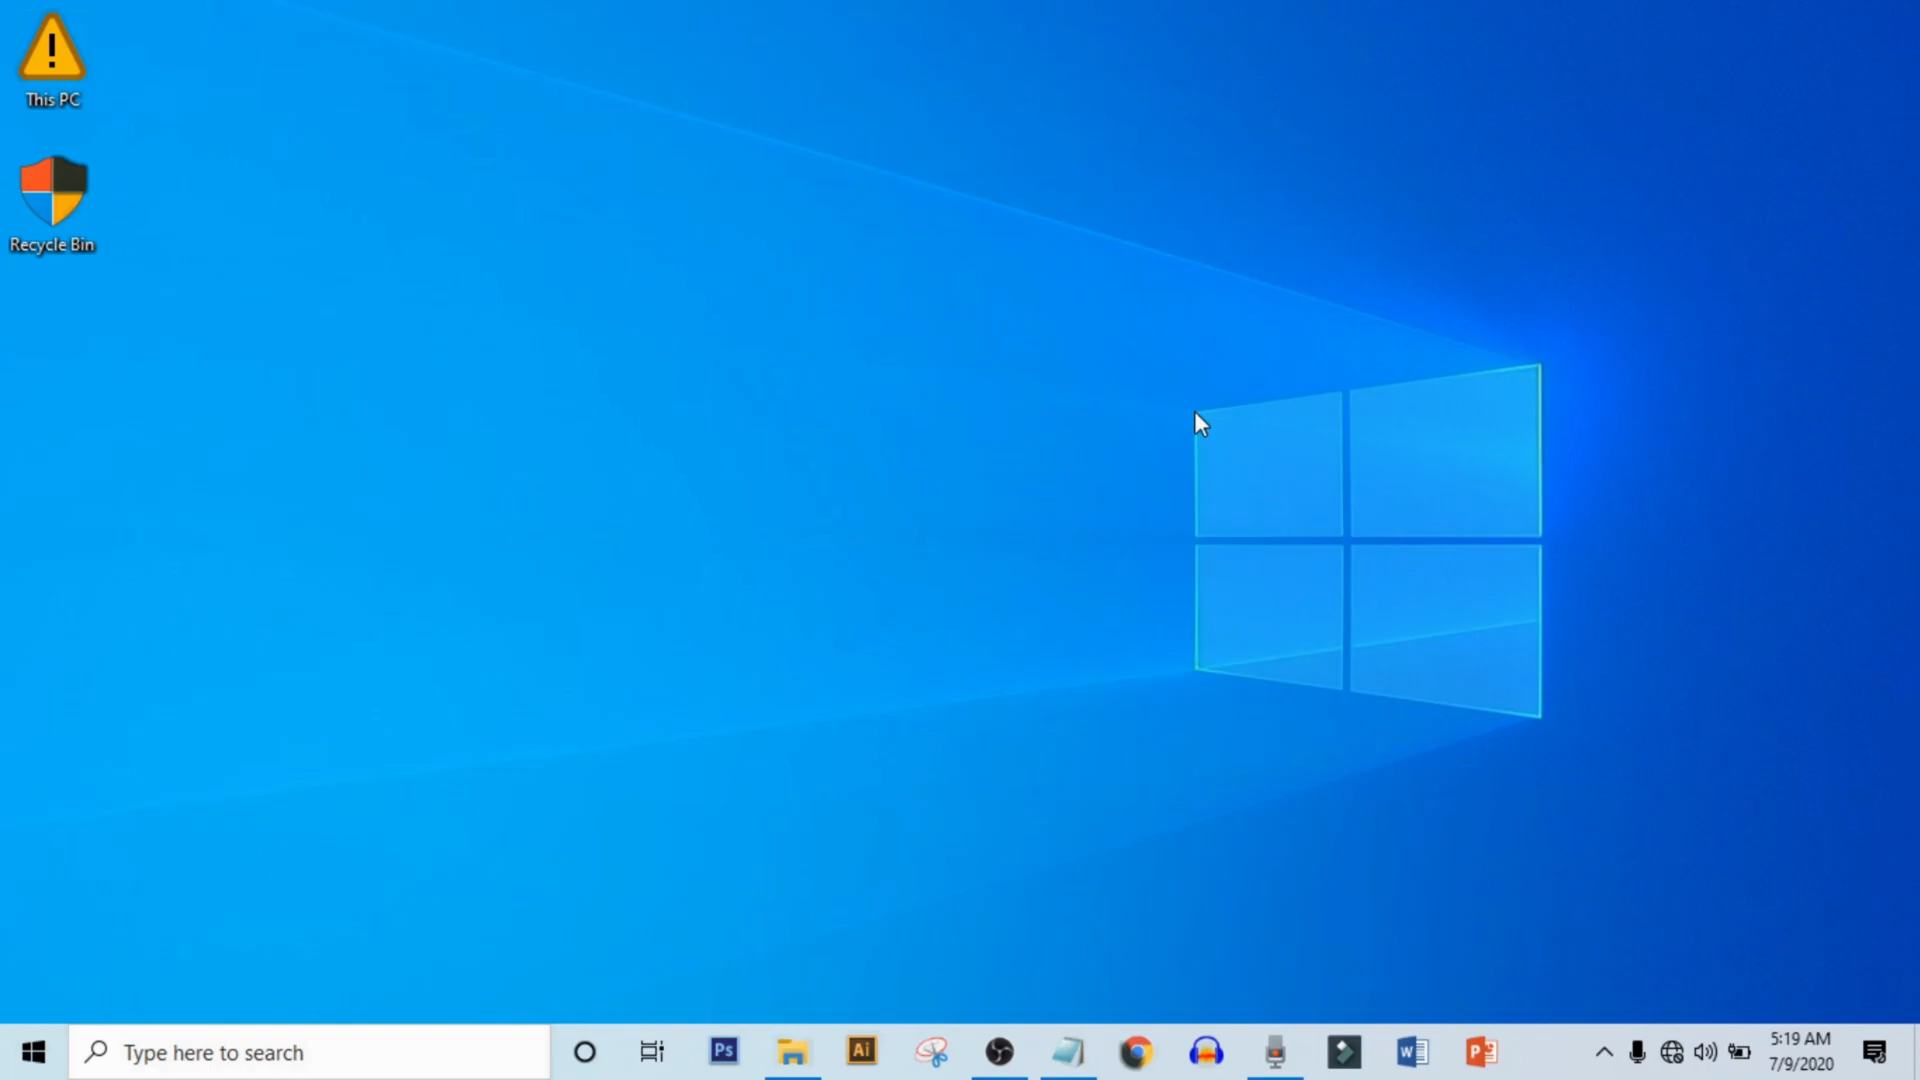 This PC
Recycle Bin
Type here to search
Ps
Ai
W
P
5:19 AM
7/9/2020